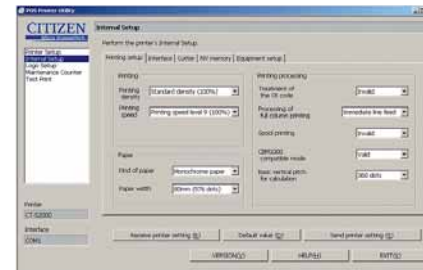 POS Printer Utility
CITIZEN
Micro HumanTech
Internal Setup
Perform the printer's Internal Setup.
Printer Setup
Internal Setup
Logo Setup
Maintenance Counter
Test Print
Printing setup
Interface
Cutter
NV memory
Equipment setup
Printing
Printing density
Standard density (100%)
Printing speed
Printing speed level 9 (100%)
Paper
Kind of paper
Monochrome paper
Paper width
80mm (576 dots)
Printing processing
Treatment of the CR code
Invalid
Processing of full column printing
Immediate line feed
Invalid
CBM1000 compatible mode
Valid
Basic vertical pitch for calculation
360 dots
Printer
CT-S2000
Interface
COM1
Receive printer setting (R)
Default value (D)
Send printer setting (S)
VERSION(V)
HELP(H)
EXIT(X)